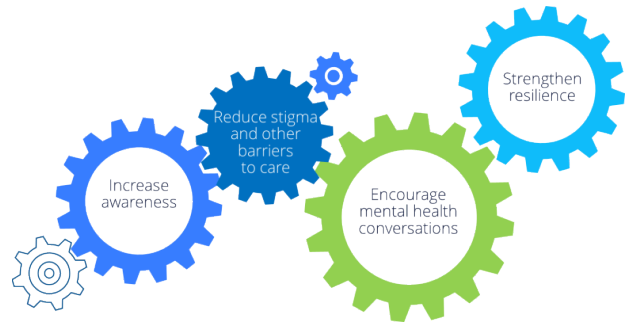 Increase
awareness
Reduce stigma
and other
barriers
to care
Encourage
mental health
conversations
Strengthen
resilience